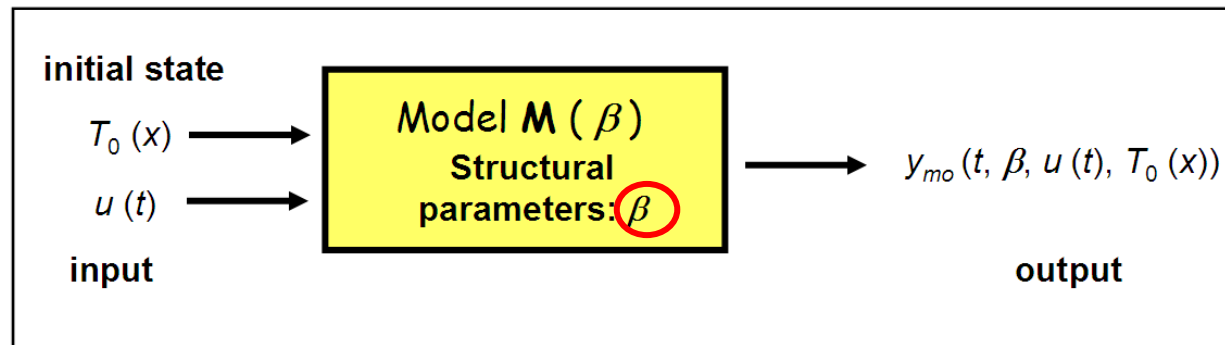 initial state
T₀ (x)
u (t)
input
Model M ( β )
Structural
parameters: β
y_mo (t, β, u (t), T₀ (x))
output